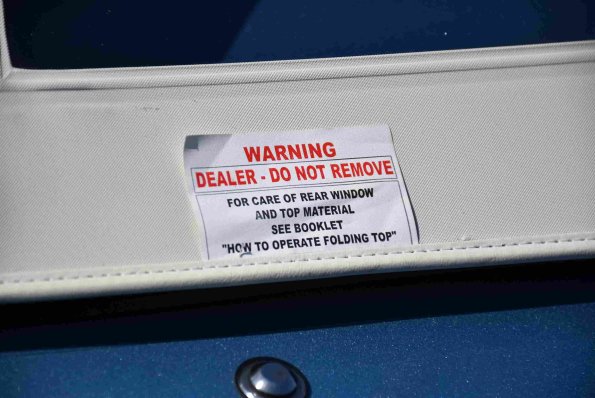 WARNING
DEALER - DO NOT REMOVE
FOR CARE OF REAR WINDOW
AND TOP MATERIAL
SEE BOOKLET
"HOW TO OPERATE FOLDING TOP"